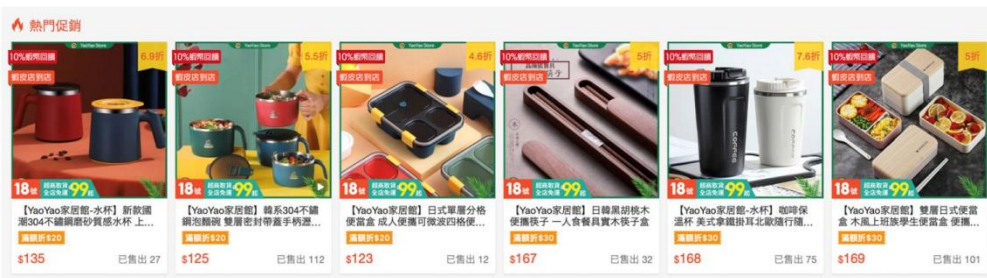 熱門促銷
YaoYao Store
10%蝦幣回饋
6.9折
蝦皮店到店
18號 超商取貨 全店免運 99起
【YaoYao家居館-水杯】新款國
潮304不鏽鋼磨砂質感水杯 上...
滿額折$20
$135
已售出 27
YaoYao Store
10%蝦幣回饋
5.5折
蝦皮店到店
18號 超商取貨 全店免運 99起
【YaoYao家居館】韓系304不鏽
鋼泡麵碗 雙層密封帶蓋手柄瀝...
滿額折$20
$125
已售出 112
YaoYao Store
10%蝦幣回饋
4.6折
蝦皮店到店
18號 超商取貨 全店免運 99起
【YaoYao家居館】日式單層分格
便當盒 成人便攜可微波四格便...
滿額折$20
$123
已售出 12
YaoYao Store
10%蝦幣回饋
5折
18號 超商取貨 全店免運 99起
【YaoYao家居館】日韓黑胡桃木
便攜筷子 一人食餐具實木筷子盒
滿額折$30
$167
已售出 32
YaoYao Store
10%蝦幣回饋
7.6折
蝦皮店到店
COFFEE
18號 超商取貨 全店免運 99起
【YaoYao家居館-水杯】咖啡保
溫杯 美式拿鐵掛耳北歐隨行隨...
滿額折$30
$168
已售出 75
YaoYao Store
10%蝦幣回饋
5折
蝦皮店到店
18號 超商取貨 全店免運 99起
【YaoYao家居館】雙層日式便當
盒 木風上班族學生便當盒 便攜...
滿額折$30
$169
已售出 101